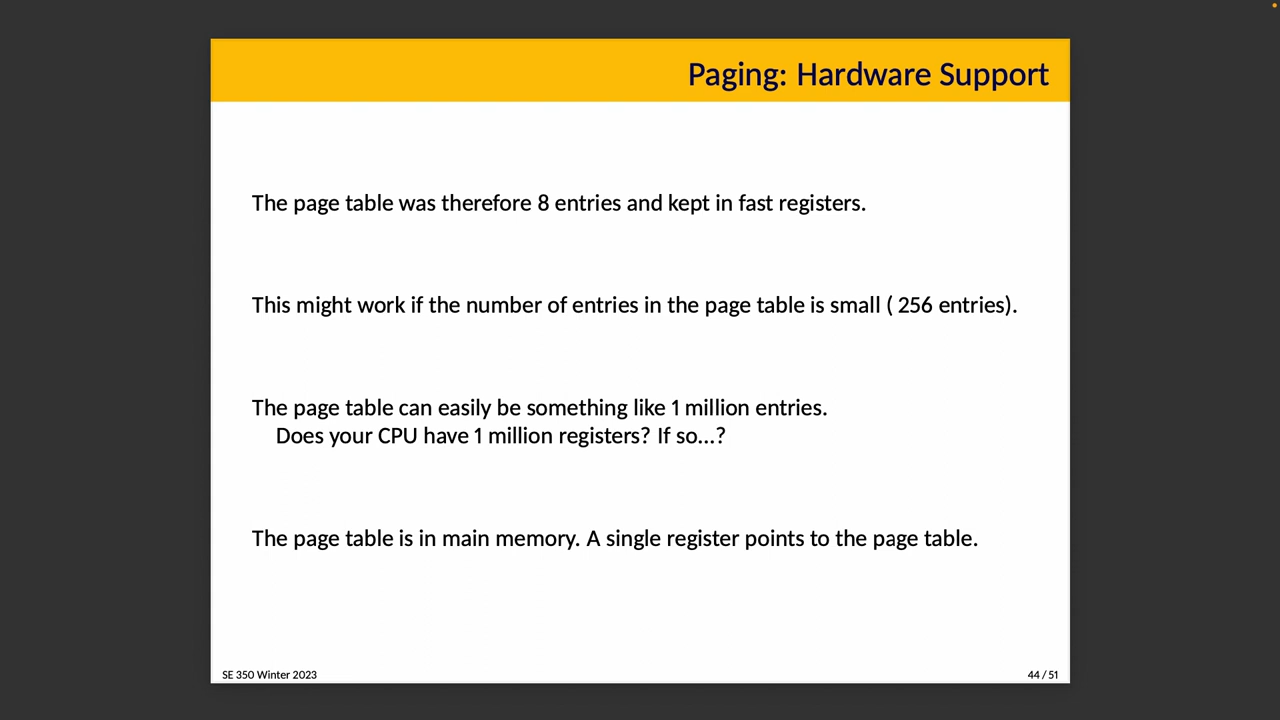 Paging: Hardware Support
The page table was therefore 8 entries and kept in fast registers.
This might work if the number of entries in the page table is small ( 256 entries).
The page table can easily be something like 1 million entries.
Does your CPU have 1 million registers? If so...?
The page table is in main memory. A single register points to the page table.
SE 350 Winter 2023
44 / 51